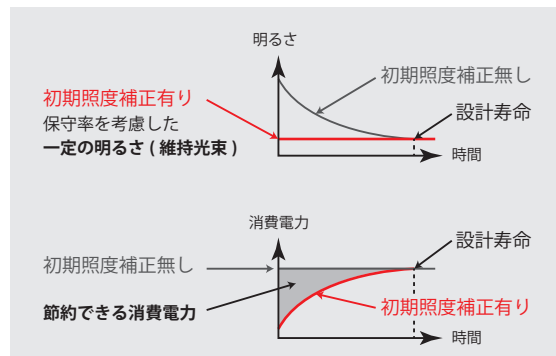 明るさ
初期照度補正無し
初期照度補正有り
保守率を考慮した
一定の明るさ ( 維持光束 )
設計寿命
時間
消費電力
設計寿命
初期照度補正無し
節約できる消費電力
初期照度補正有り
時間